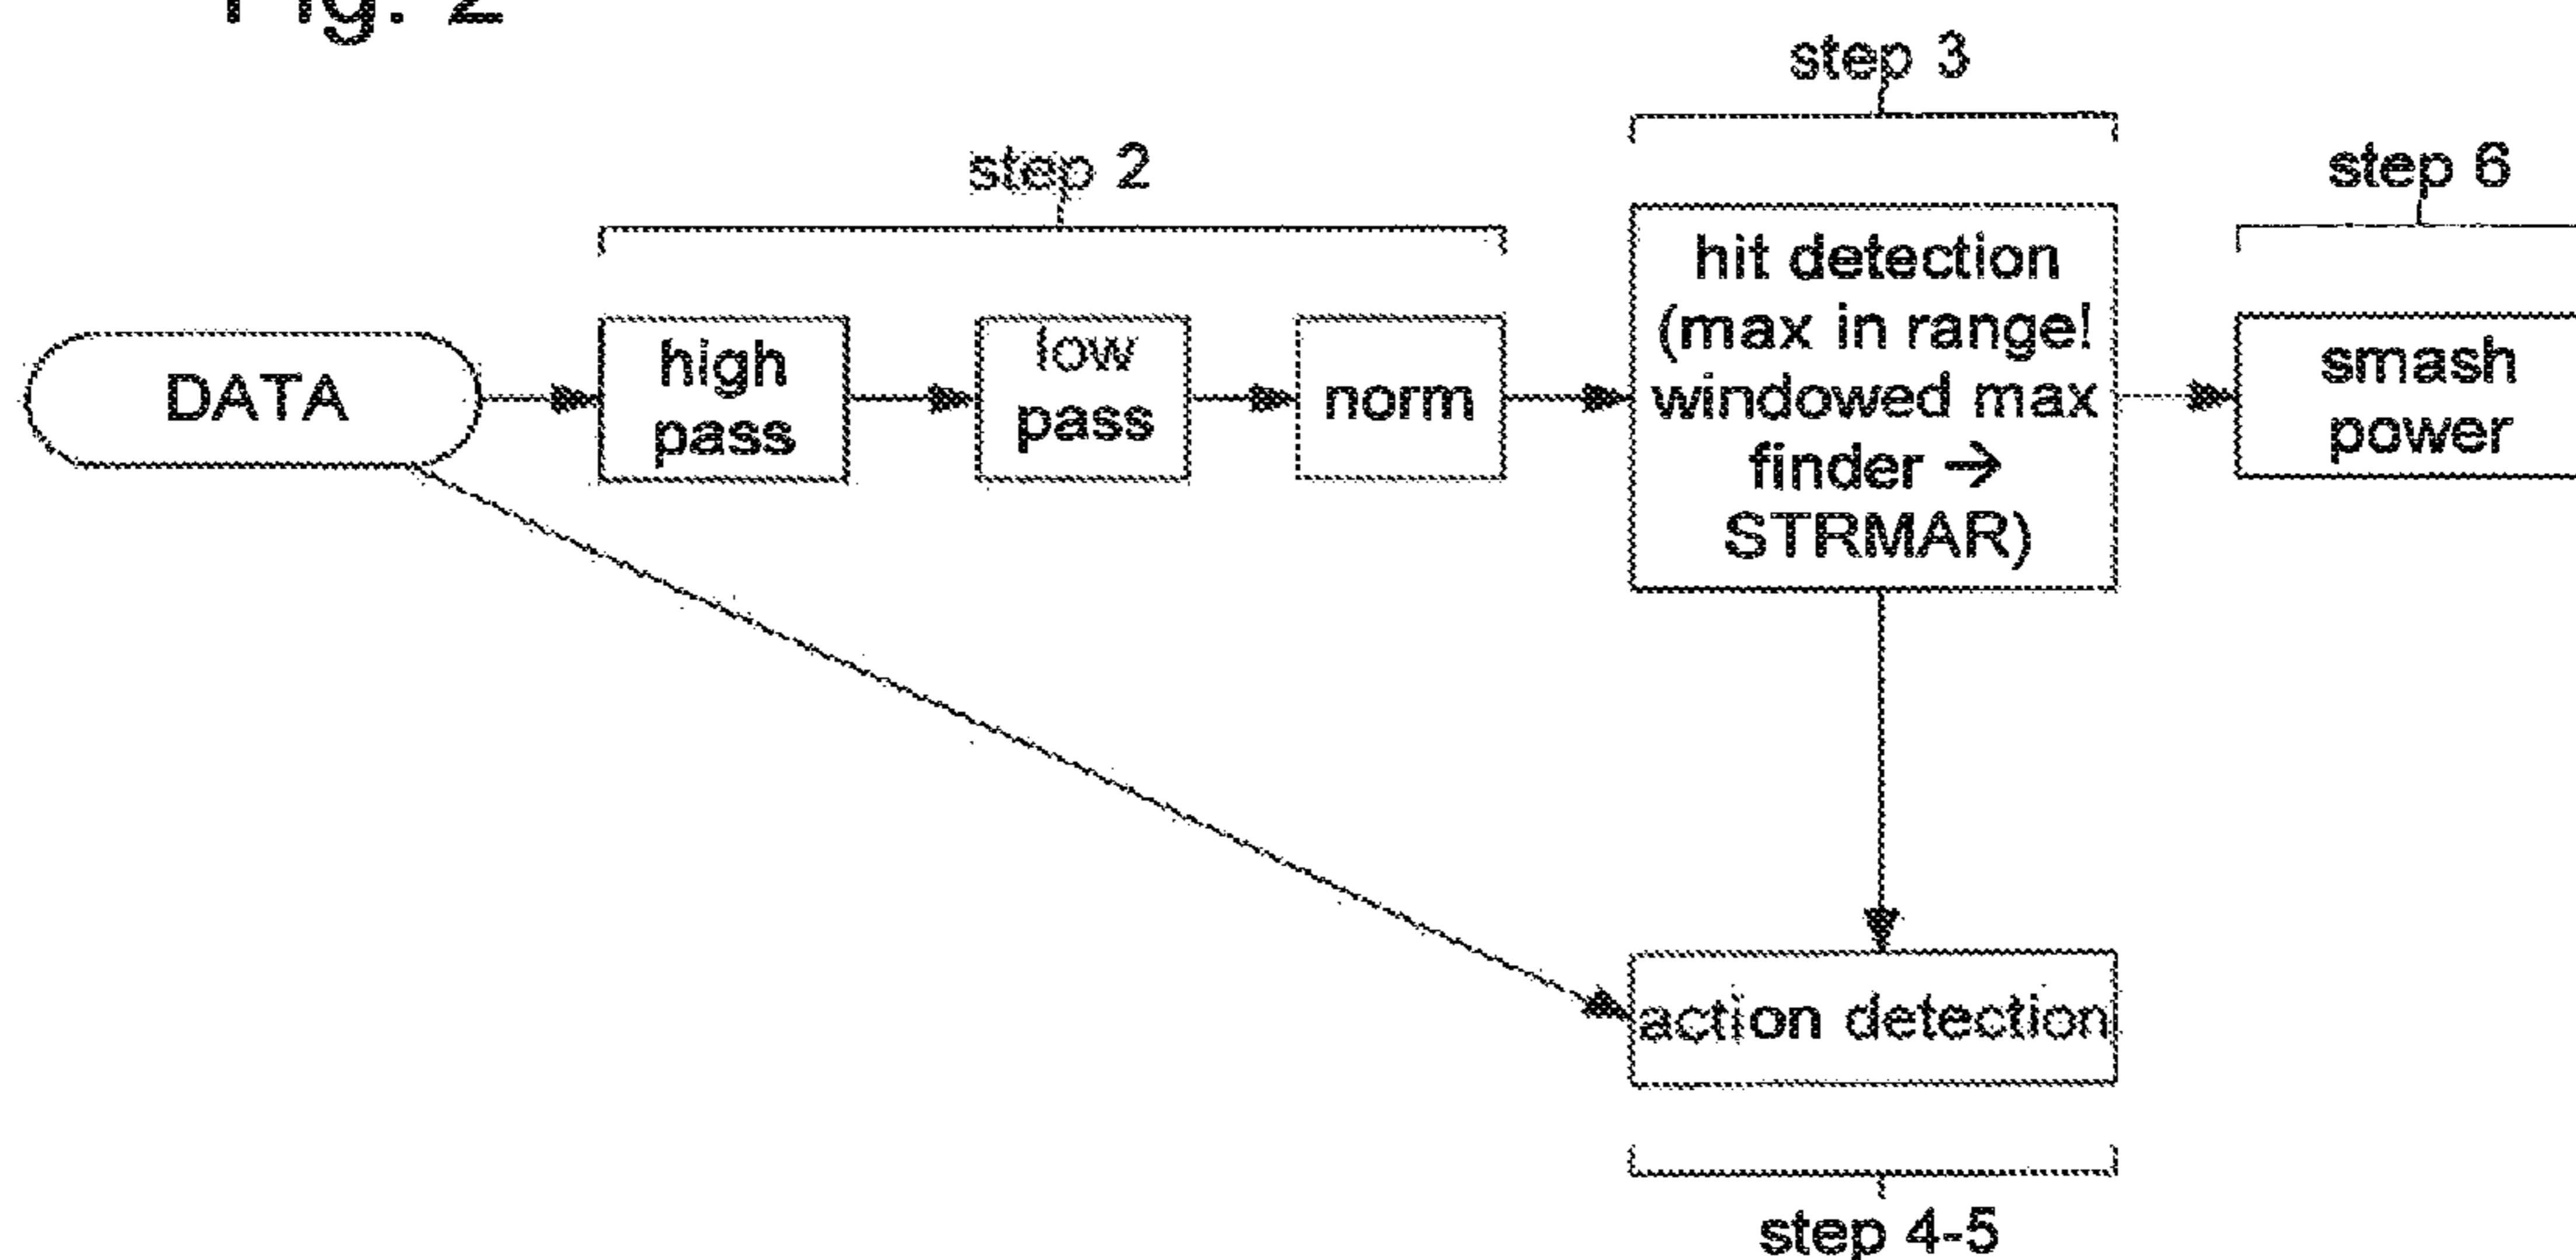 Fig. 2
step 3
step 2
step 6
hit detection
(max in range!
windowed max
finder →
STRMAR)
DATA
high
pass
low
pass
norm
smash
power
action detection
step 4-5